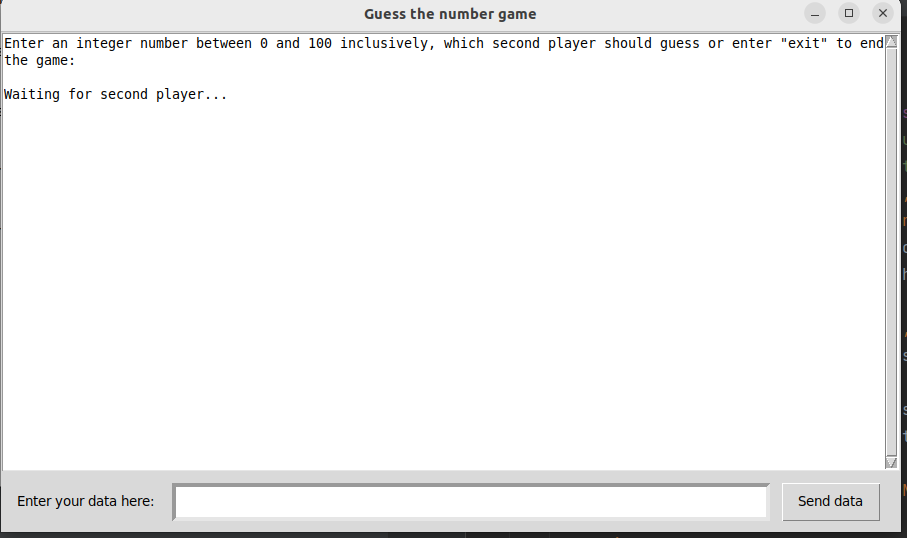 Guess the number game
Enter an integer number between 0 and 100 inclusively, which second player should guess or enter "exit" to end
the game:
Waiting for second player...
Enter your data here:
Send data